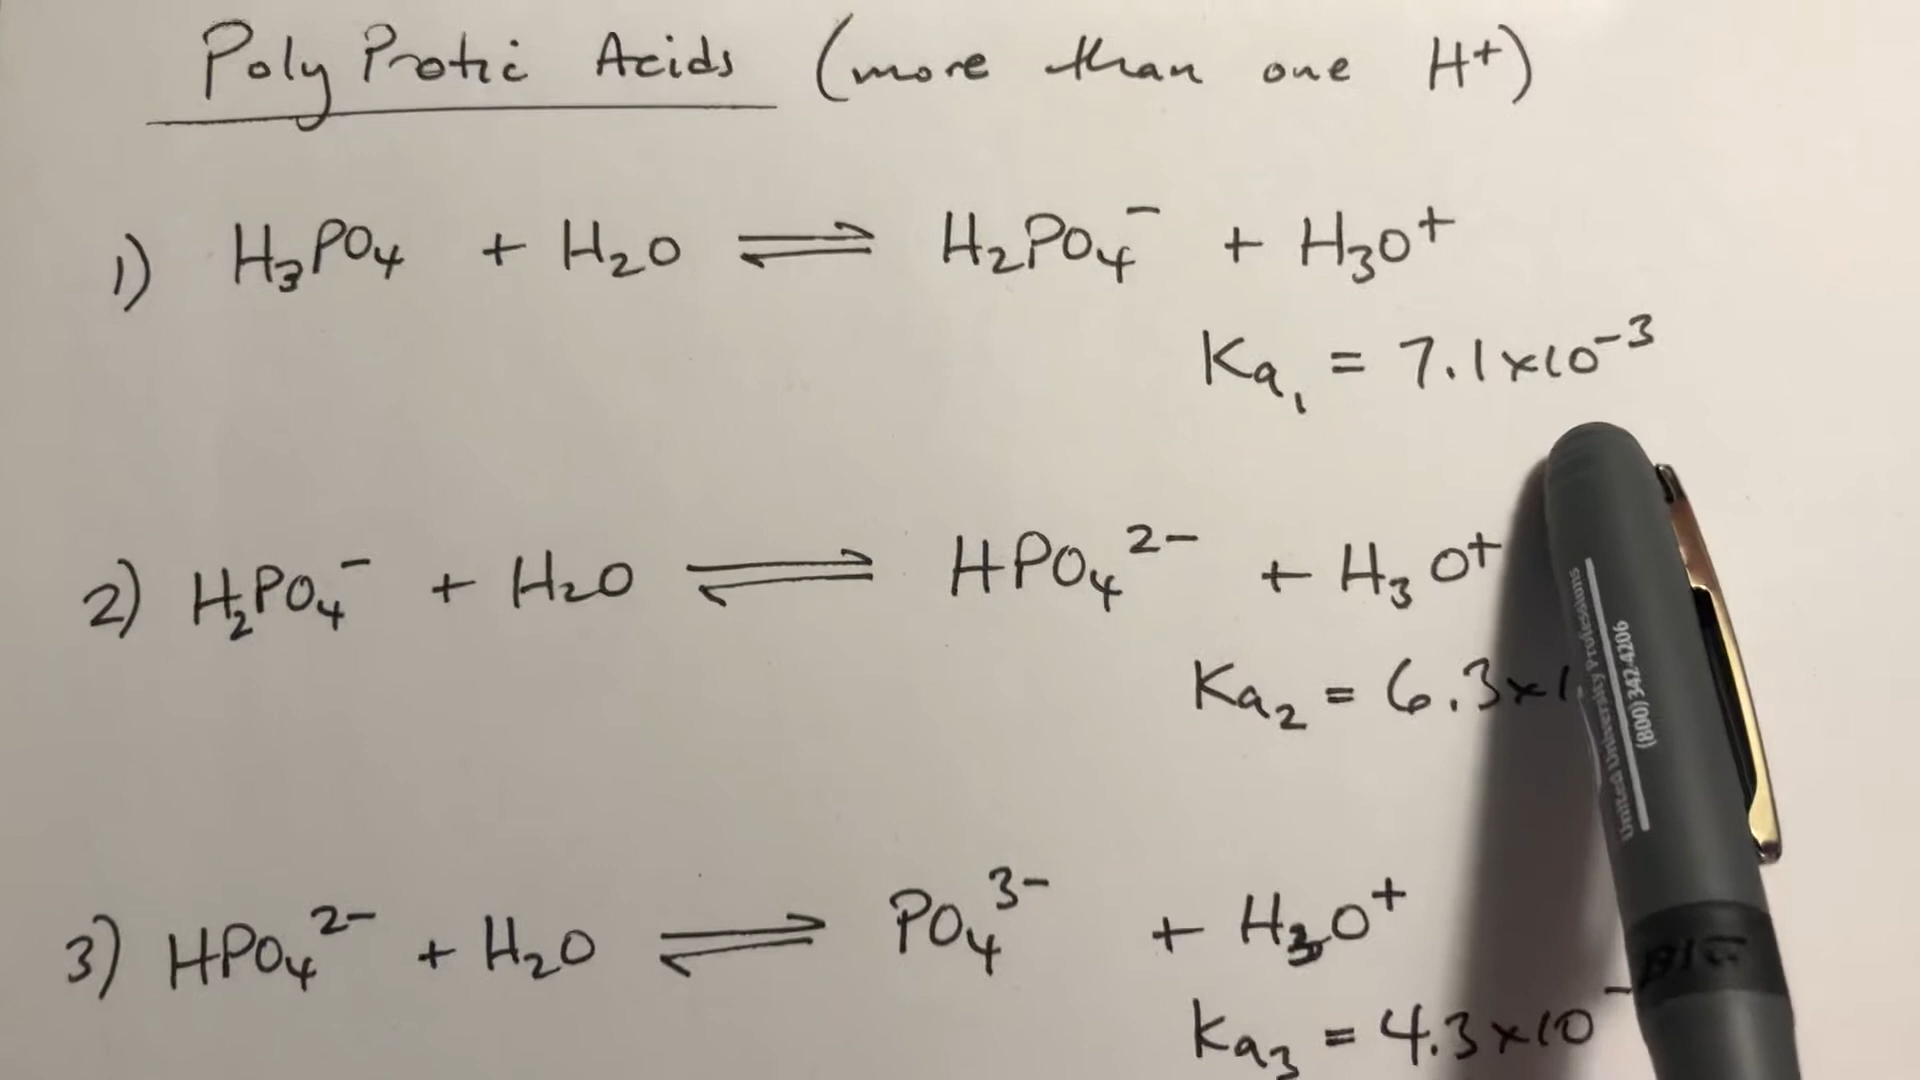 Poly Protic Acids (more than one H+)
1) H₃PO₄ + H₂O ⇌ H₂PO₄⁻ + H₃O⁺
Ka₁ = 7.1×10⁻³
2) H₂PO₄⁻ + H₂O ⇌ HPO₄²⁻ + H₃O⁺
Ka₂ = 6.3×1
3) HPO₄²⁻ + H₂O ⇌ PO₄³⁻ + H₃O⁺
Ka₃ = 4.3×10⁻
United University Professions
(800) 342-4206